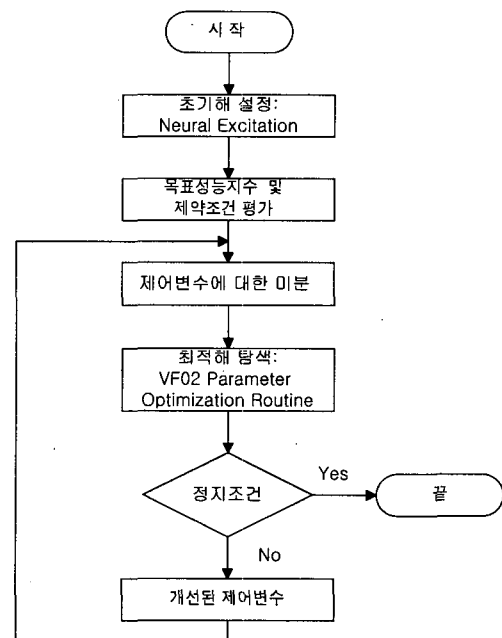 시 작
초기해 설정:
Neural Excitation
목표성능지수 및
제약조건 평가
제어변수에 대한 미분
최적해 탐색:
VF02 Parameter
Optimization Routine
정지조건
Yes
끝
No
개선된 제어변수